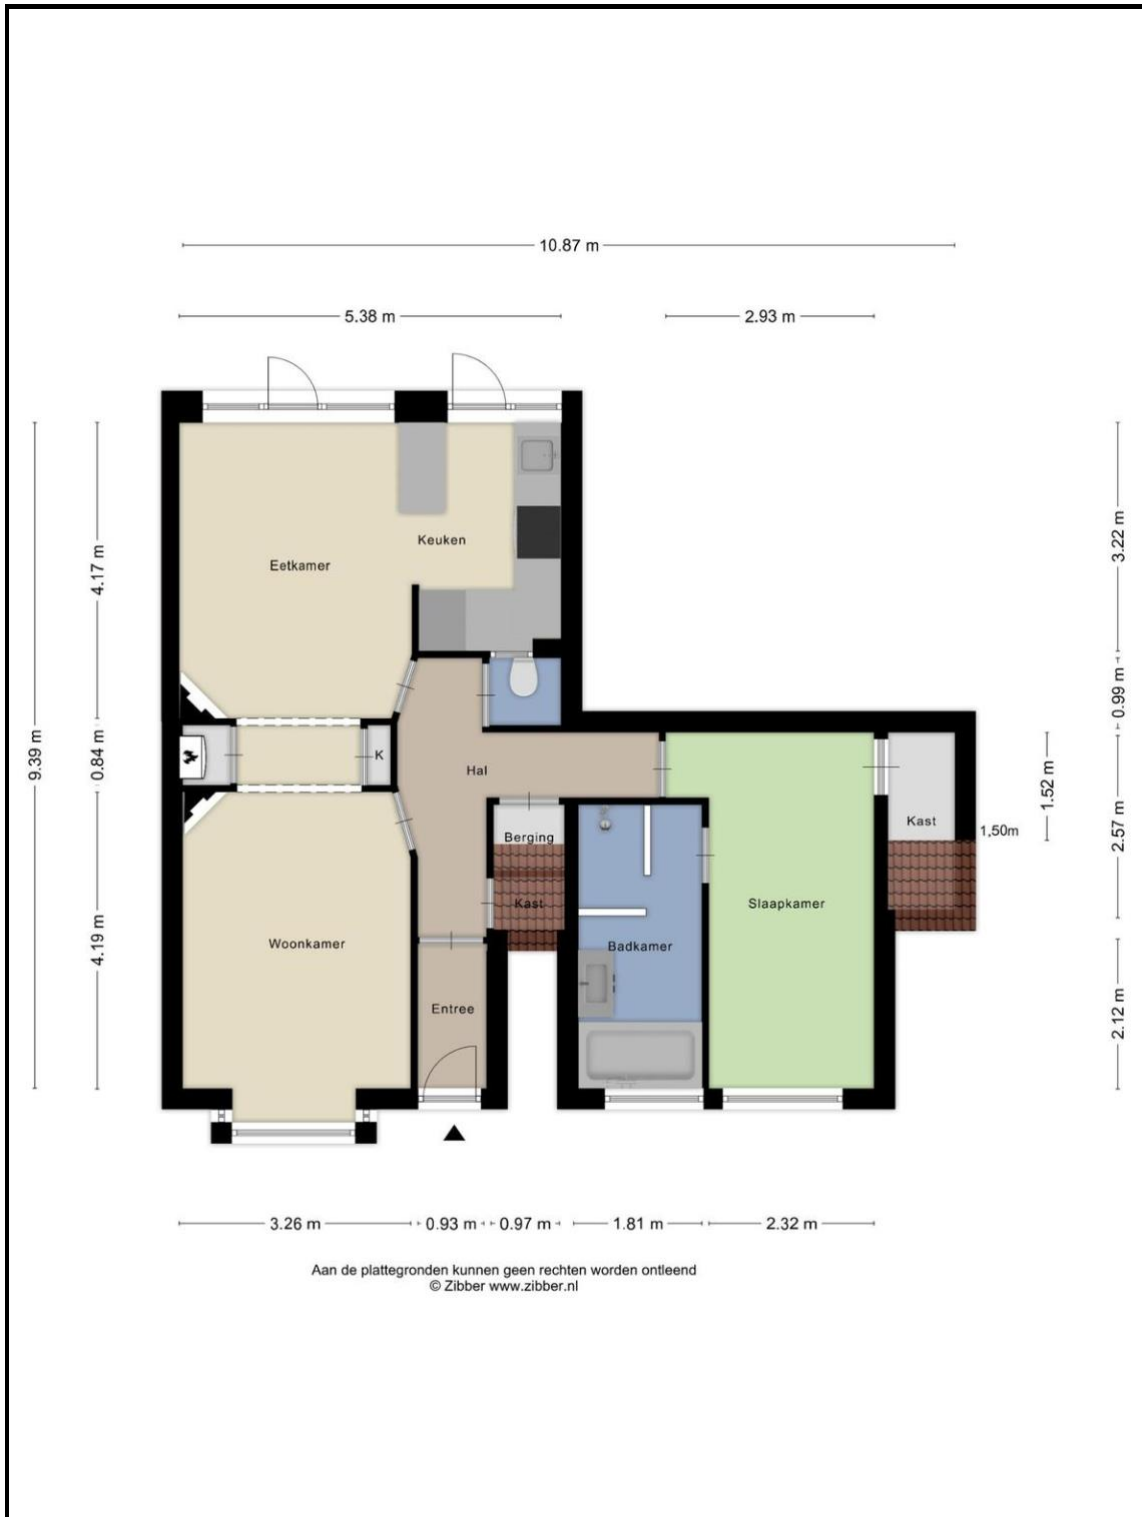 10.87 m
5.38 m
2.93 m
9.39 m
4.17 m
0.84 m
4.19 m
3.22 m
0.99 m
2.57 m
2.12 m
1.52 m
1,50m
Keuken
Eetkamer
K
Hal
Berging
Kast
Kast
Slaapkamer
Woonkamer
Badkamer
Entree
3.26 m
0.93 m
0.97 m
1.81 m
2.32 m
Aan de plattegronden kunnen geen rechten worden ontleend
© Zibber www.zibber.nl